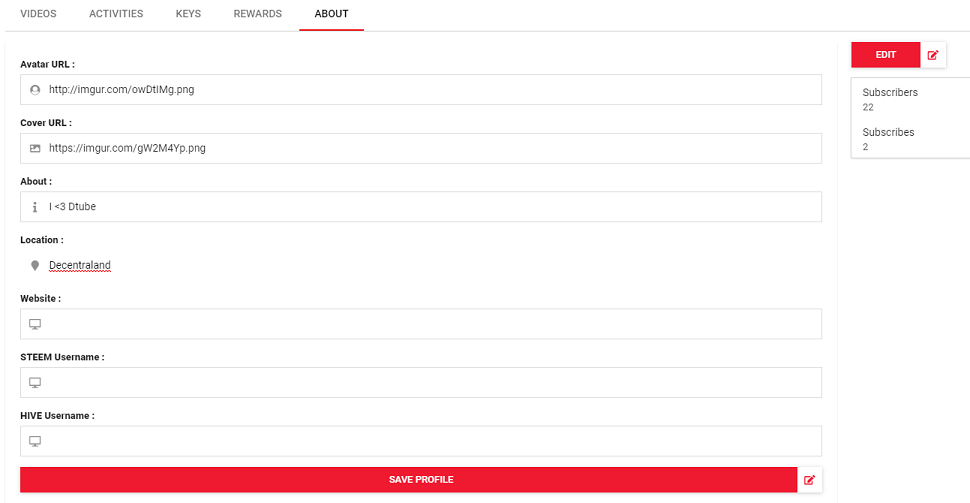 VIDEOS ACTIVITIES KEYS REWARDS ABOUT
Avatar URL :
http://imgur.com/owDtIMg.png
Cover URL :
https://imgur.com/gW2M4Yp.png
About :
I <3 Dtube
Location :
Decentraland
Website :
STEEM Username :
HIVE Username :
SAVE PROFILE
EDIT
Subscribers
22
Subscribes
2